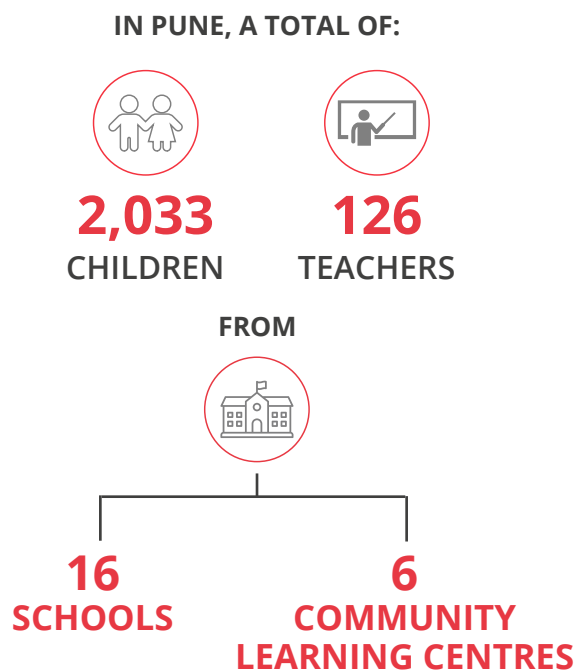 IN PUNE, A TOTAL OF:
2,033
CHILDREN
126
TEACHERS
FROM
16
SCHOOLS
6
COMMUNITY
LEARNING CENTRES